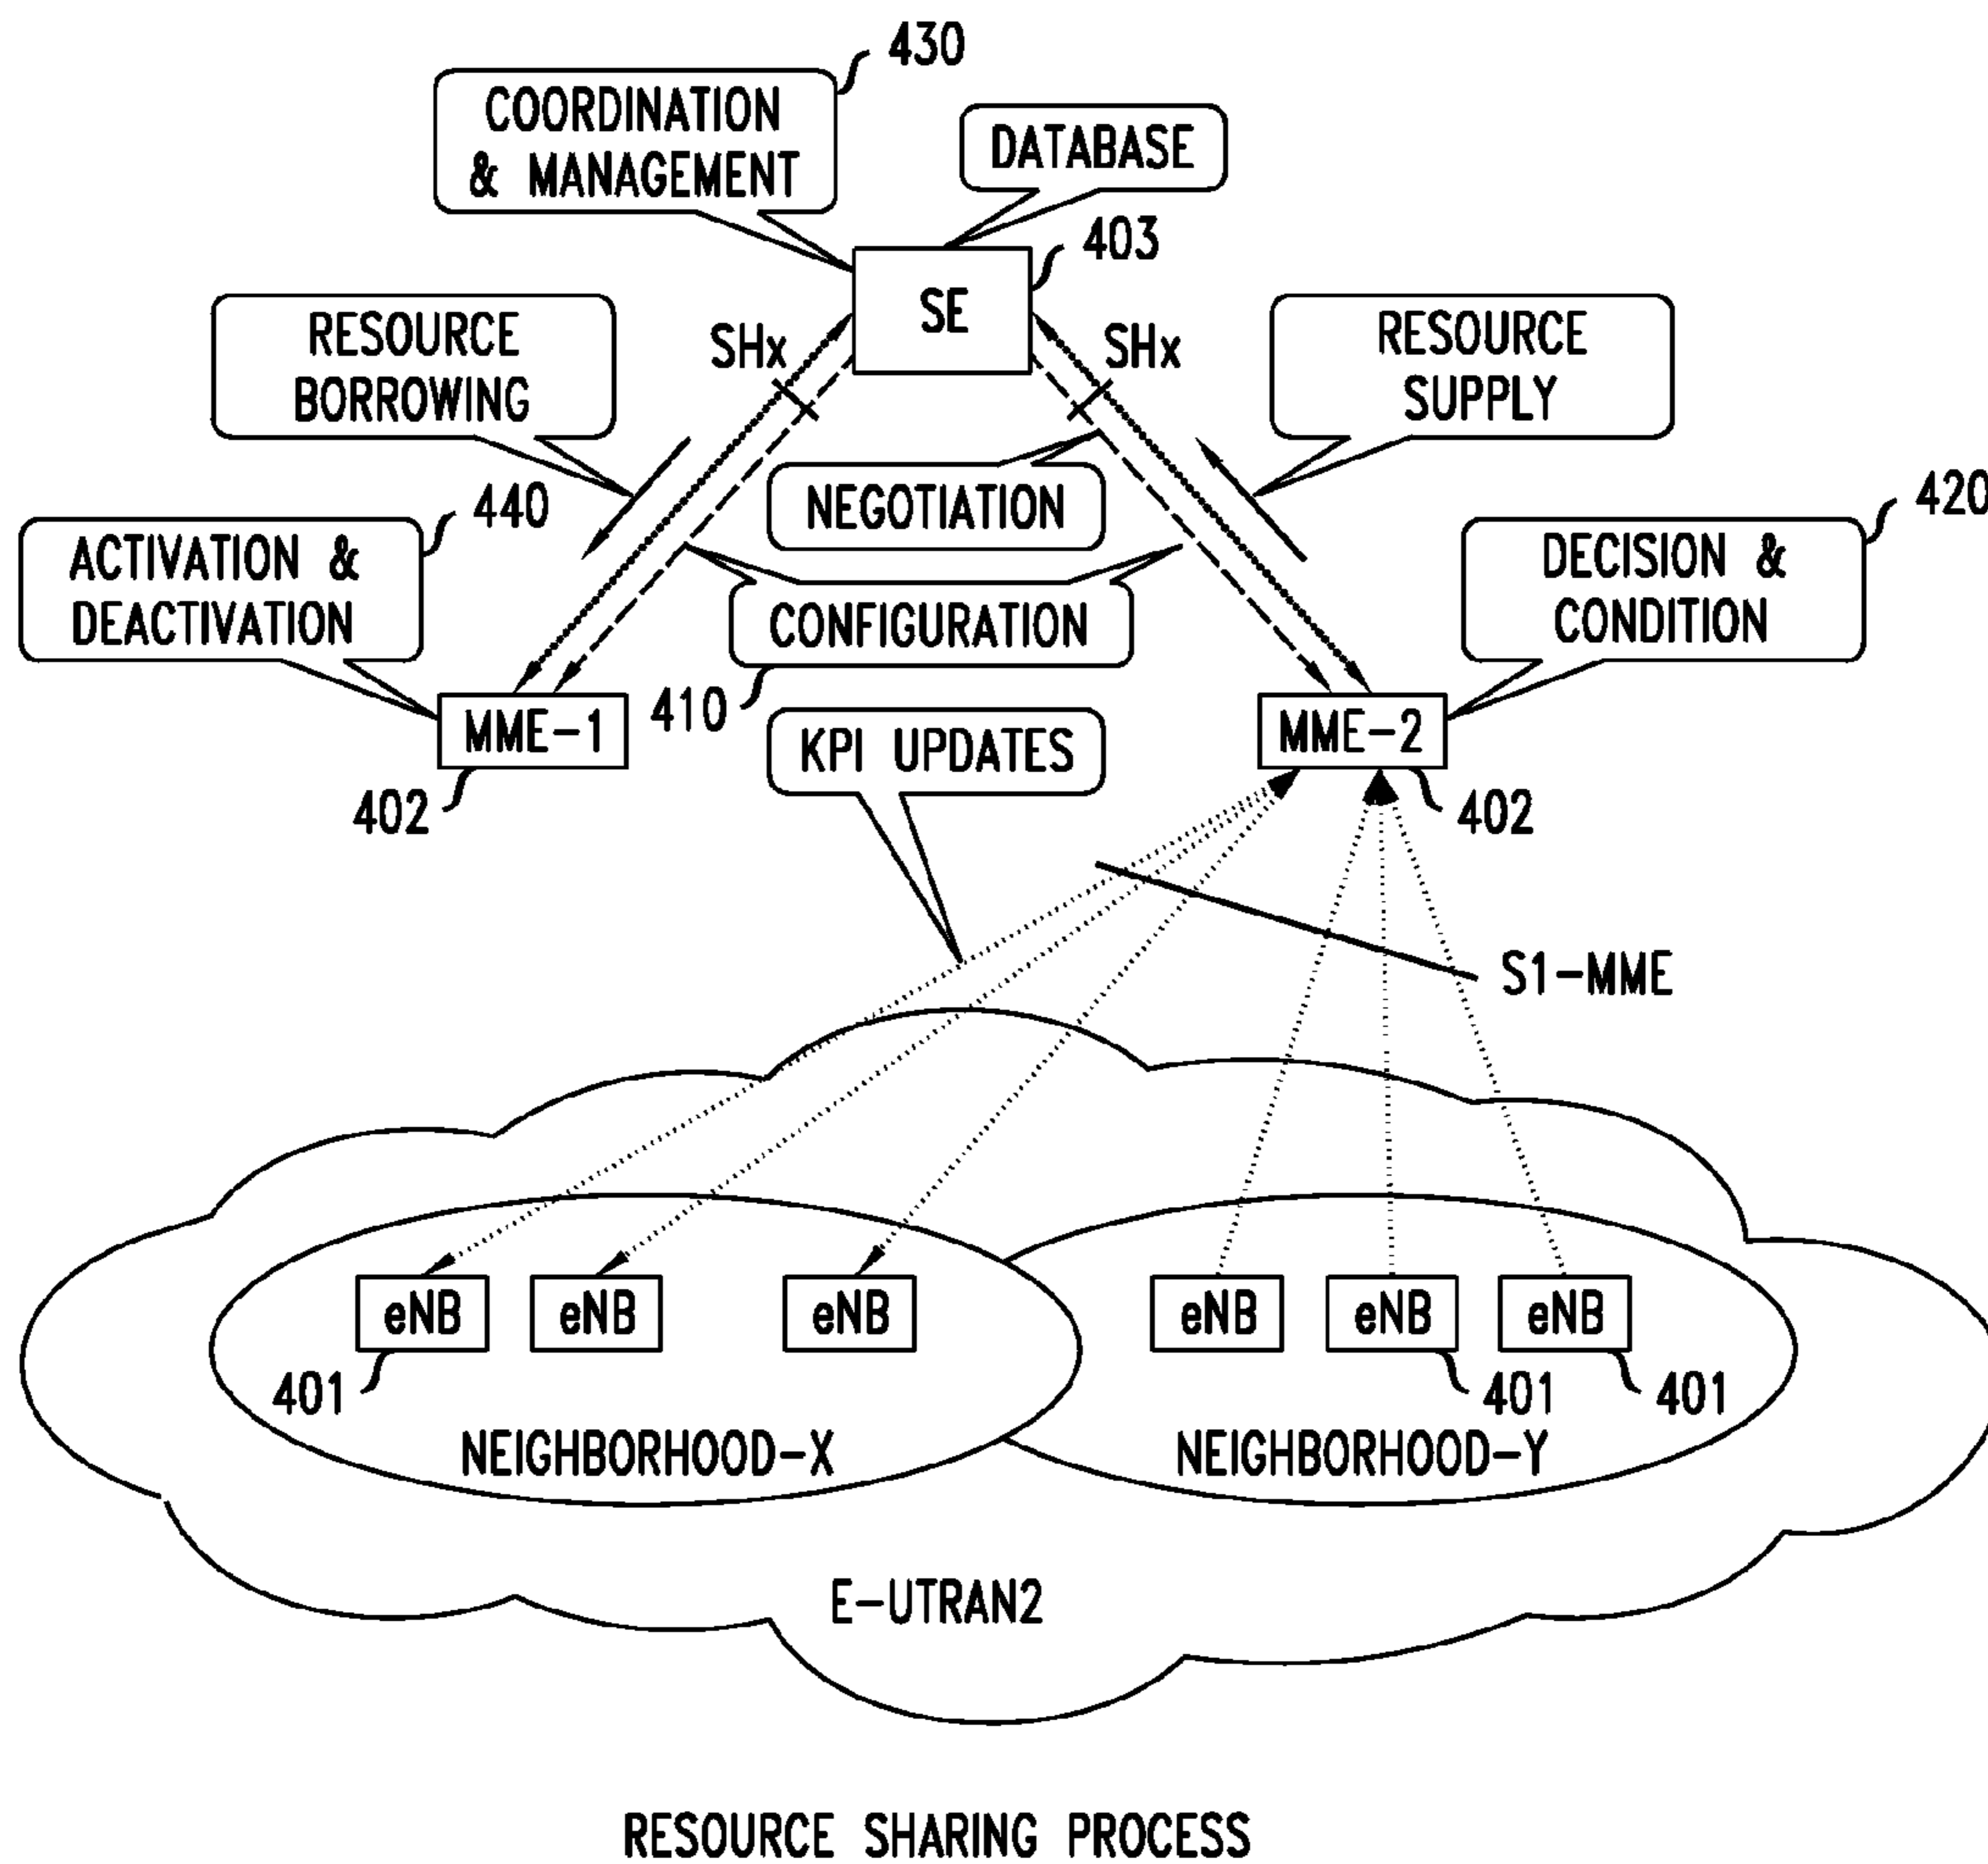 430
COORDINATION
& MANAGEMENT
DATABASE
403
SE
RESOURCE
BORROWING
SHx
SHx
RESOURCE
SUPPLY
440
NEGOTIATION
420
ACTIVATION &
DEACTIVATION
DECISION &
CONDITION
CONFIGURATION
410
MME-1
MME-2
KPI UPDATES
402
402
S1-MME
eNB
eNB
eNB
eNB
eNB
eNB
401
401
401
NEIGHBORHOOD-X
NEIGHBORHOOD-Y
E-UTRAN2
RESOURCE SHARING PROCESS